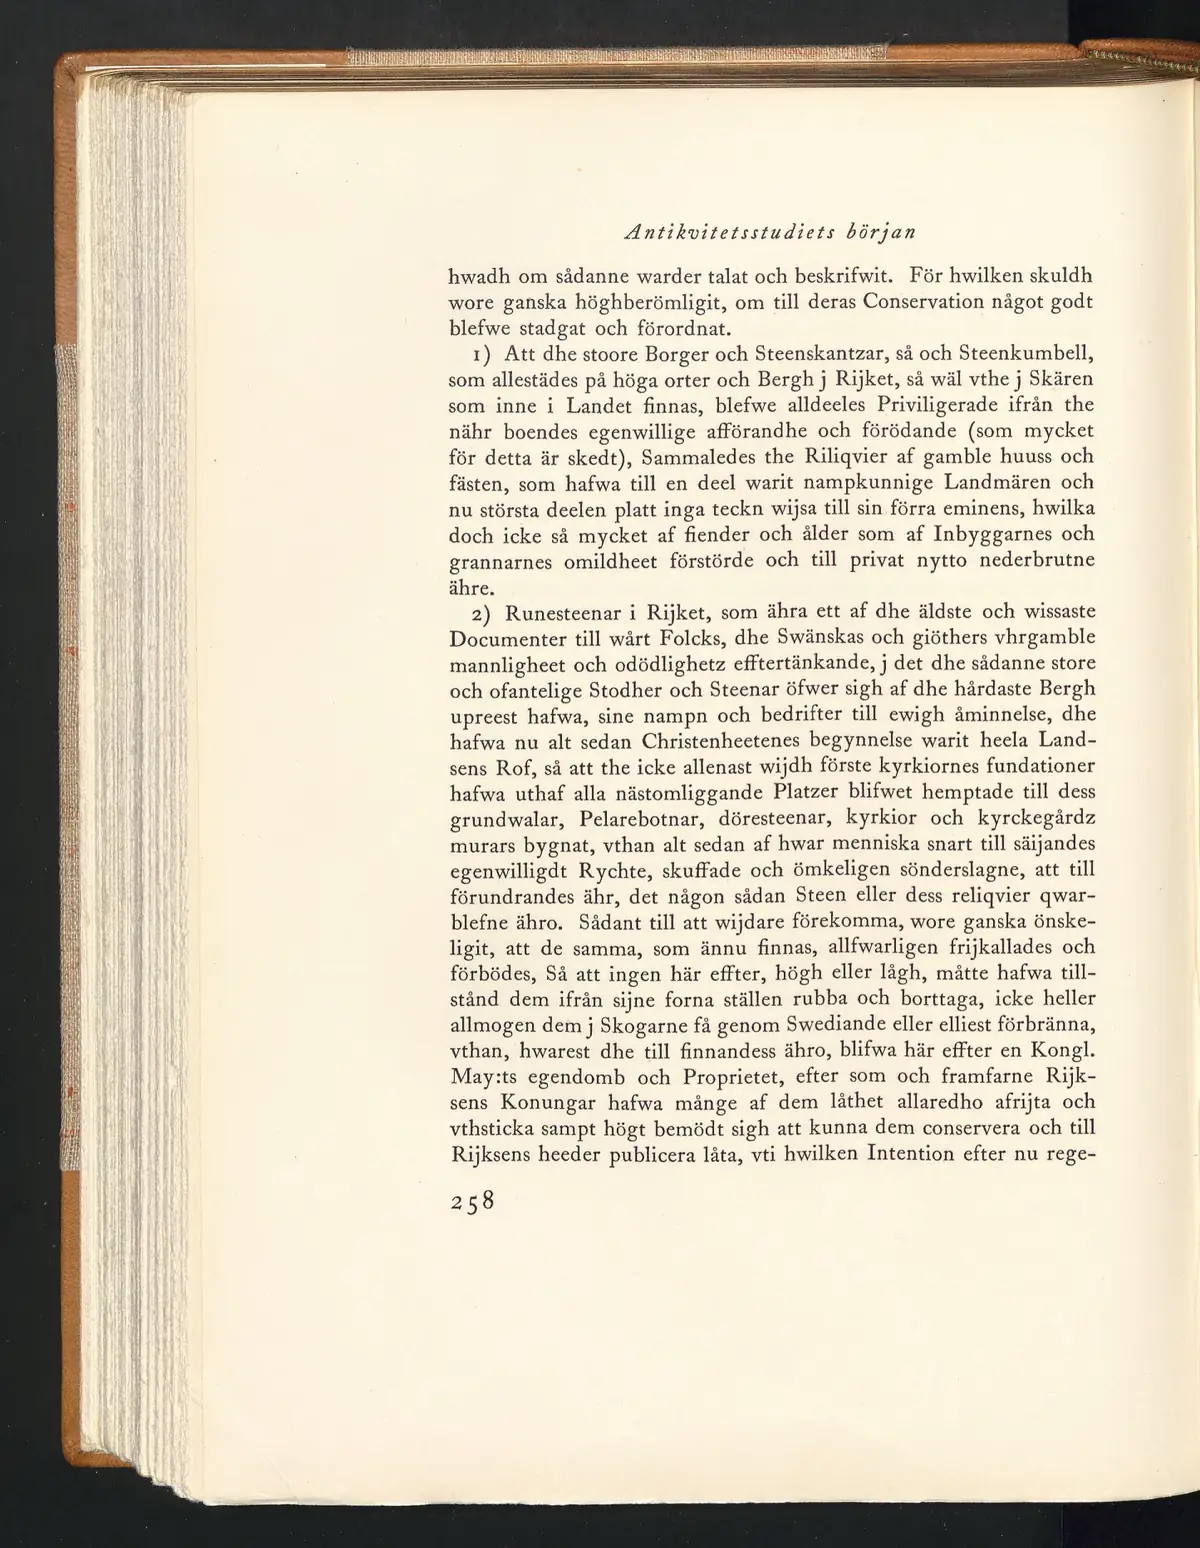 Antikvitetsstudiets början
hwadh om sådanne warder talat och beskrifwit. För hwilken skuldh
wore ganska höghberömligit, om till deras Conservation något godt
blefwe stadgat och förordnat.
1) Att dhe stoore Borger och Steenskantzar, så och Steenkumbell,
som allestädes på höga orter och Bergh j Rijket, så wäl vthe j Skären
som inne i Landet finnas, blefwe alldeeles Priviligerade ifrån the
nähr boendes egenwillige afförandhe och förödande (som mycket
för detta är skedt), Sammaledes the Riliqvier af gamble huuss och
fästen, som hafwa till en deel warit nampkunnige Landmären och
nu största deelen platt inga teckn wijsa till sin förra eminens, hwilka
doch icke så mycket af fiender och ålder som af Inbyggarnes och
grannarnes omildheet förstörde och till privat nytto nederbrutne
ähre.
2) Runesteenar i Rijket, som ähra ett af dhe äldste och wissaste
Documenter till wårt Folcks, dhe Swänskas och giöthers vhrgamble
mannligheet och odödlighetz efftertänkande, j det dhe sådanne store
och ofantelige Stodher och Steenar öfwer sigh af dhe hårdaste Bergh
upreest hafwa, sine nampn och bedrifter till ewigh åminnelse, dhe
hafwa nu alt sedan Christenheetenes begynnelse warit heela Land-
sens Rof, så att the icke allenast wijdh förste kyrkiornes fundationer
hafwa uthaf alla nästomliggande Platzer blifwet hemptade till dess
grundwalar, Pelarebotnar, döresteenar, kyrkior och kyrckegårdz
murars bygnat, vthan alt sedan af hwar menniska snart till säijandes
egenwilligdt Rychte, skuffade och ömkeligen sönderslagne, att till
förundrandes ähr, det någon sådan Steen eller dess reliqvier qwar-
blefne ähro. Sådant till att wijdare förekomma, wore ganska önske-
ligit, att de samma, som ännu finnas, allfwarligen frijkallades och
förbödes, Så att ingen här effter, högh eller lågh, måtte hafwa till-
stånd dem ifrån sijne forna ställen rubba och borttaga, icke heller
allmogen dem j Skogarne få genom Swediande eller elliest förbränna,
vthan, hwarest dhe till finnandess ähro, blifwa här effter en Kongl.
May:ts egendomb och Proprietet, efter som och framfarne Rijk-
sens Konungar hafwa månge af dem låthet allaredho afrijta och
vthsticka sampt högt bemödt sigh att kunna dem conservera och till
Rijksens heeder publicera låta, vti hwilken Intention efter nu rege-
258